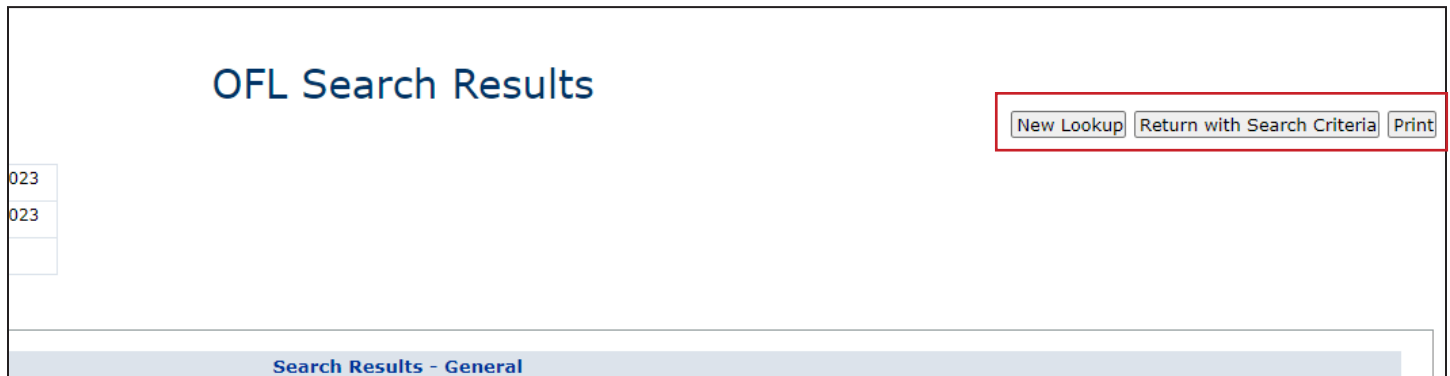 OFL Search Results
New Lookup Return with Search Criteria Print
023
023
Search Results - General